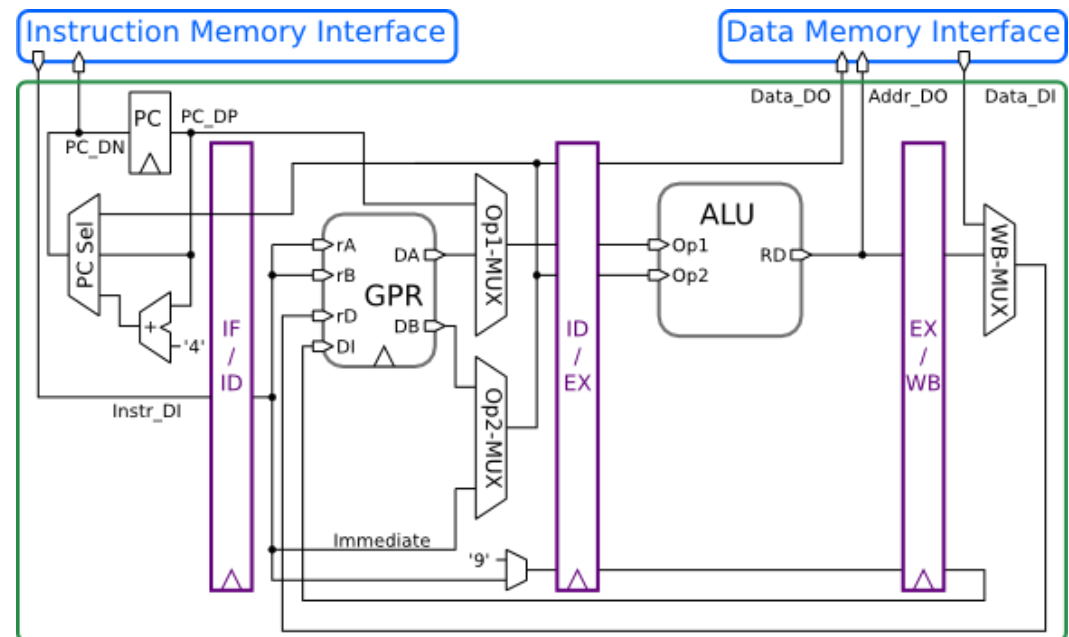 Instruction Memory Interface
Data Memory Interface
Data_DO
Addr_DO
Data_DI
PC
PC_DP
PC_DN
PC Sel
+
'4'
Instr_DI
IF
/
ID
rA
rB
rD
DI
GPR
DA
DB
Op1-MUX
Op2-MUX
Immediate
'9'
ID
/
EX
ALU
Op1
Op2
RD
EX
/
WB
WB-MUX